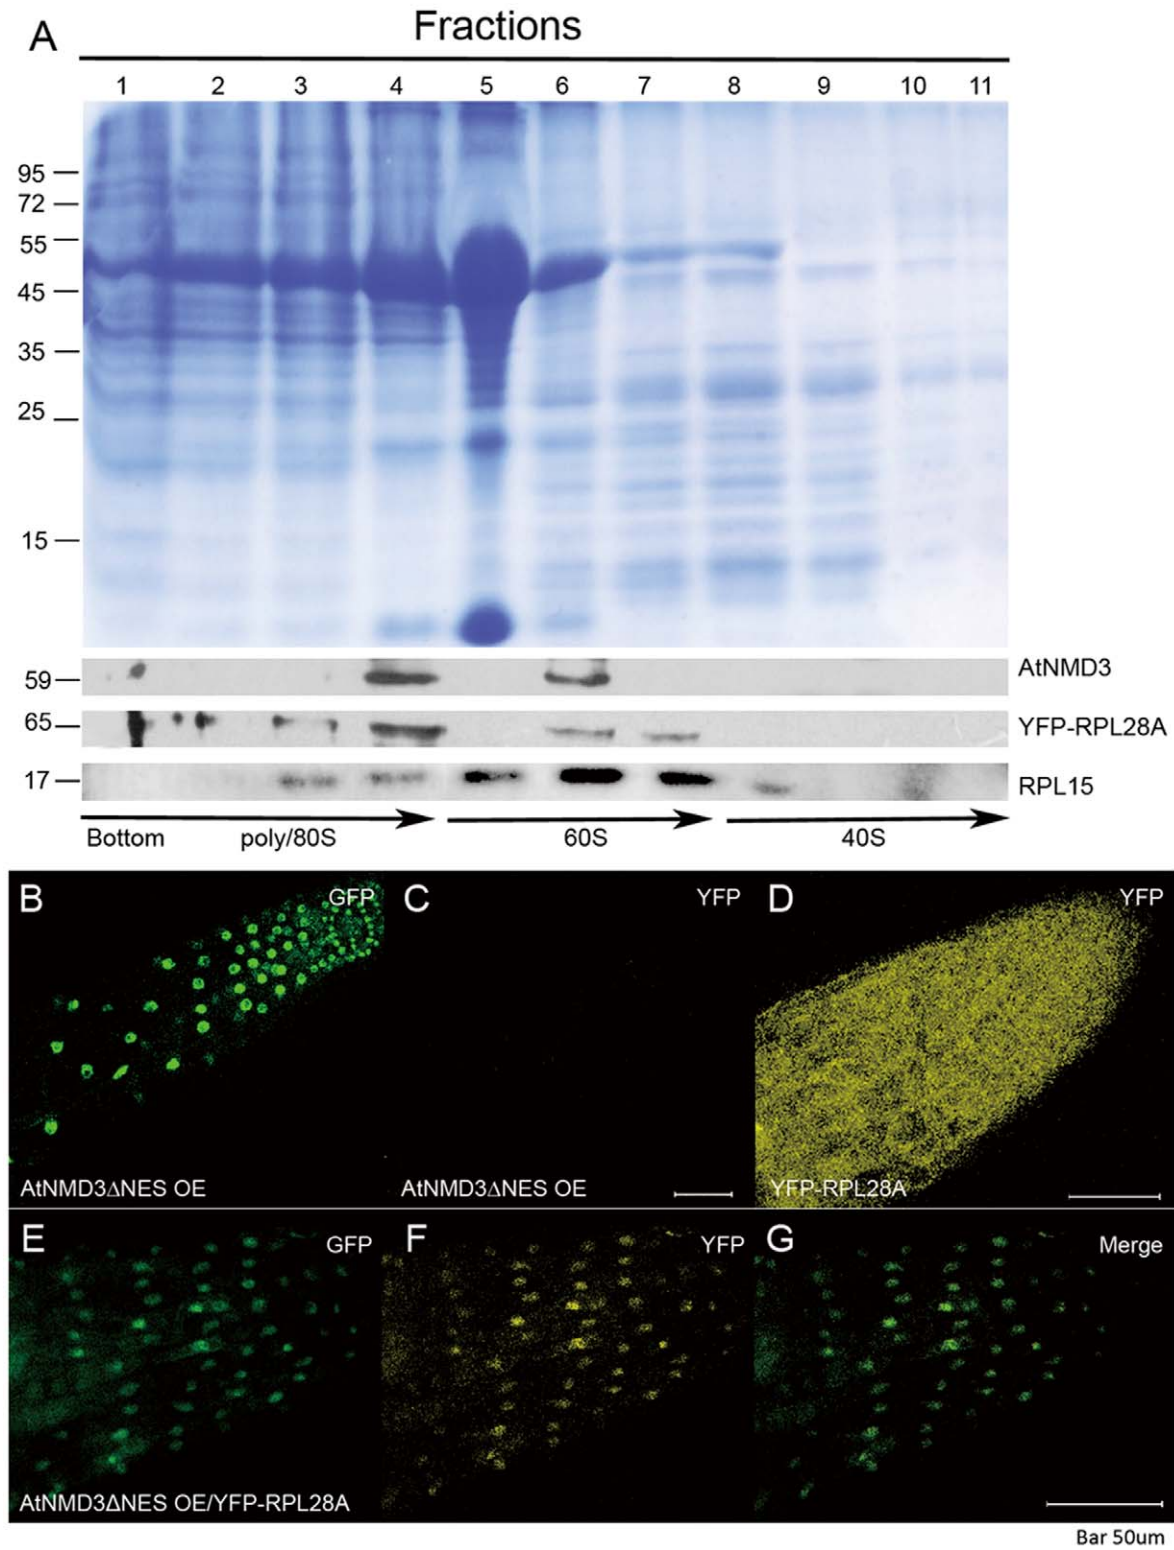 A
Fractions
1 2 3 4 5 6 7 8 9 10 11
95
72
55
45
35
25
15
59
AtNMD3
65
YFP-RPL28A
17
RPL15
Bottom poly/80S 60S 40S
B GFP C YFP D YFP
AtNMD3ΔNES OE AtNMD3ΔNES OE YFP-RPL28A
E GFP F YFP G Merge
AtNMD3ΔNES OE/YFP-RPL28A
Bar 50um